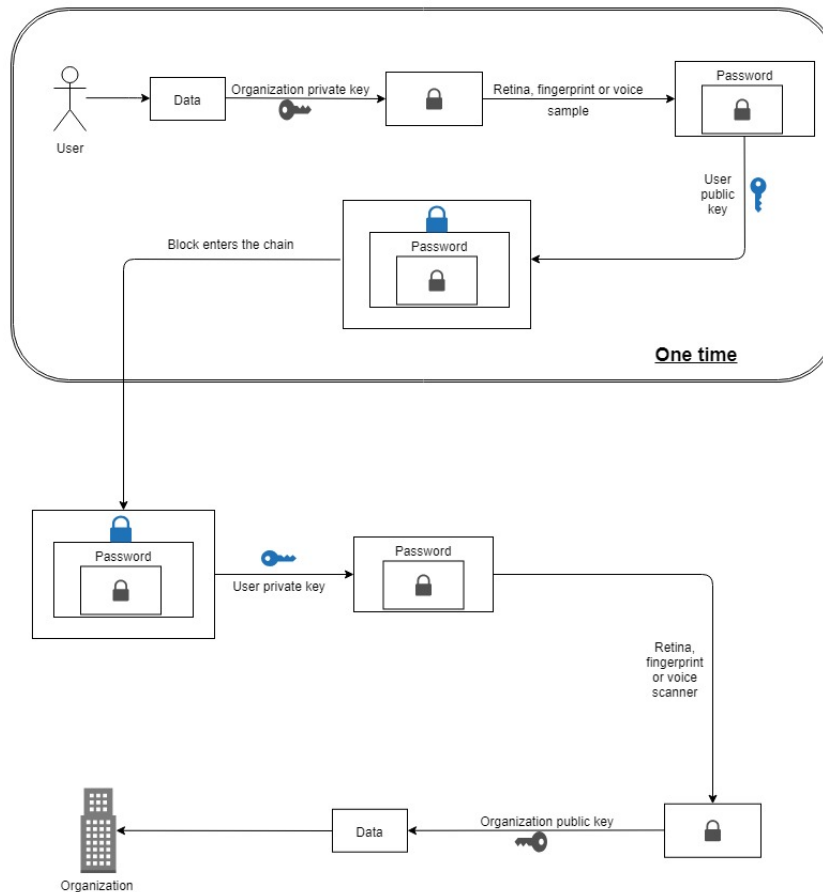 User
Data
Organization private key
Retina, fingerprint or voice
sample
Password
User
public
key
Password
Block enters the chain
One time
Password
User private key
Password
Retina,
fingerprint
or voice
scanner
Organization public key
Data
Organization